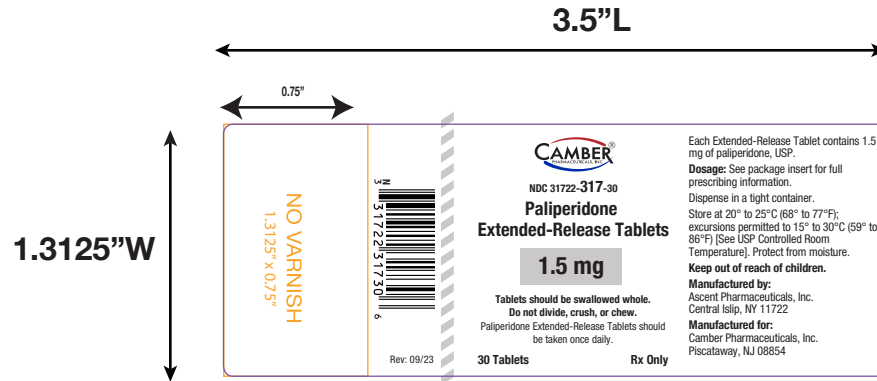 3.5”L
0.75”
1.3125”W
NO VARNISH
1.3125” x 0.75”
N
3 31722 31730 6
Rev: 09/23
CAMBER®
PHARMACEUTICALS, INC.
NDC 31722-317-30
Paliperidone
Extended-Release Tablets
1.5 mg
Tablets should be swallowed whole.
Do not divide, crush, or chew.
Paliperidone Extended-Release Tablets should
be taken once daily.
30 Tablets Rx Only
Each Extended-Release Tablet contains 1.5
mg of paliperidone, USP.
Dosage: See package insert for full
prescribing information.
Dispense in a tight container.
Store at 20° to 25°C (68° to 77°F);
excursions permitted to 15° to 30°C (59° to
86°F) [See USP Controlled Room
Temperature]. Protect from moisture.
Keep out of reach of children.
Manufactured by:
Ascent Pharmaceuticals, Inc.
Central Islip, NY 11722
Manufactured for:
Camber Pharmaceuticals, Inc.
Piscataway, NJ 08854